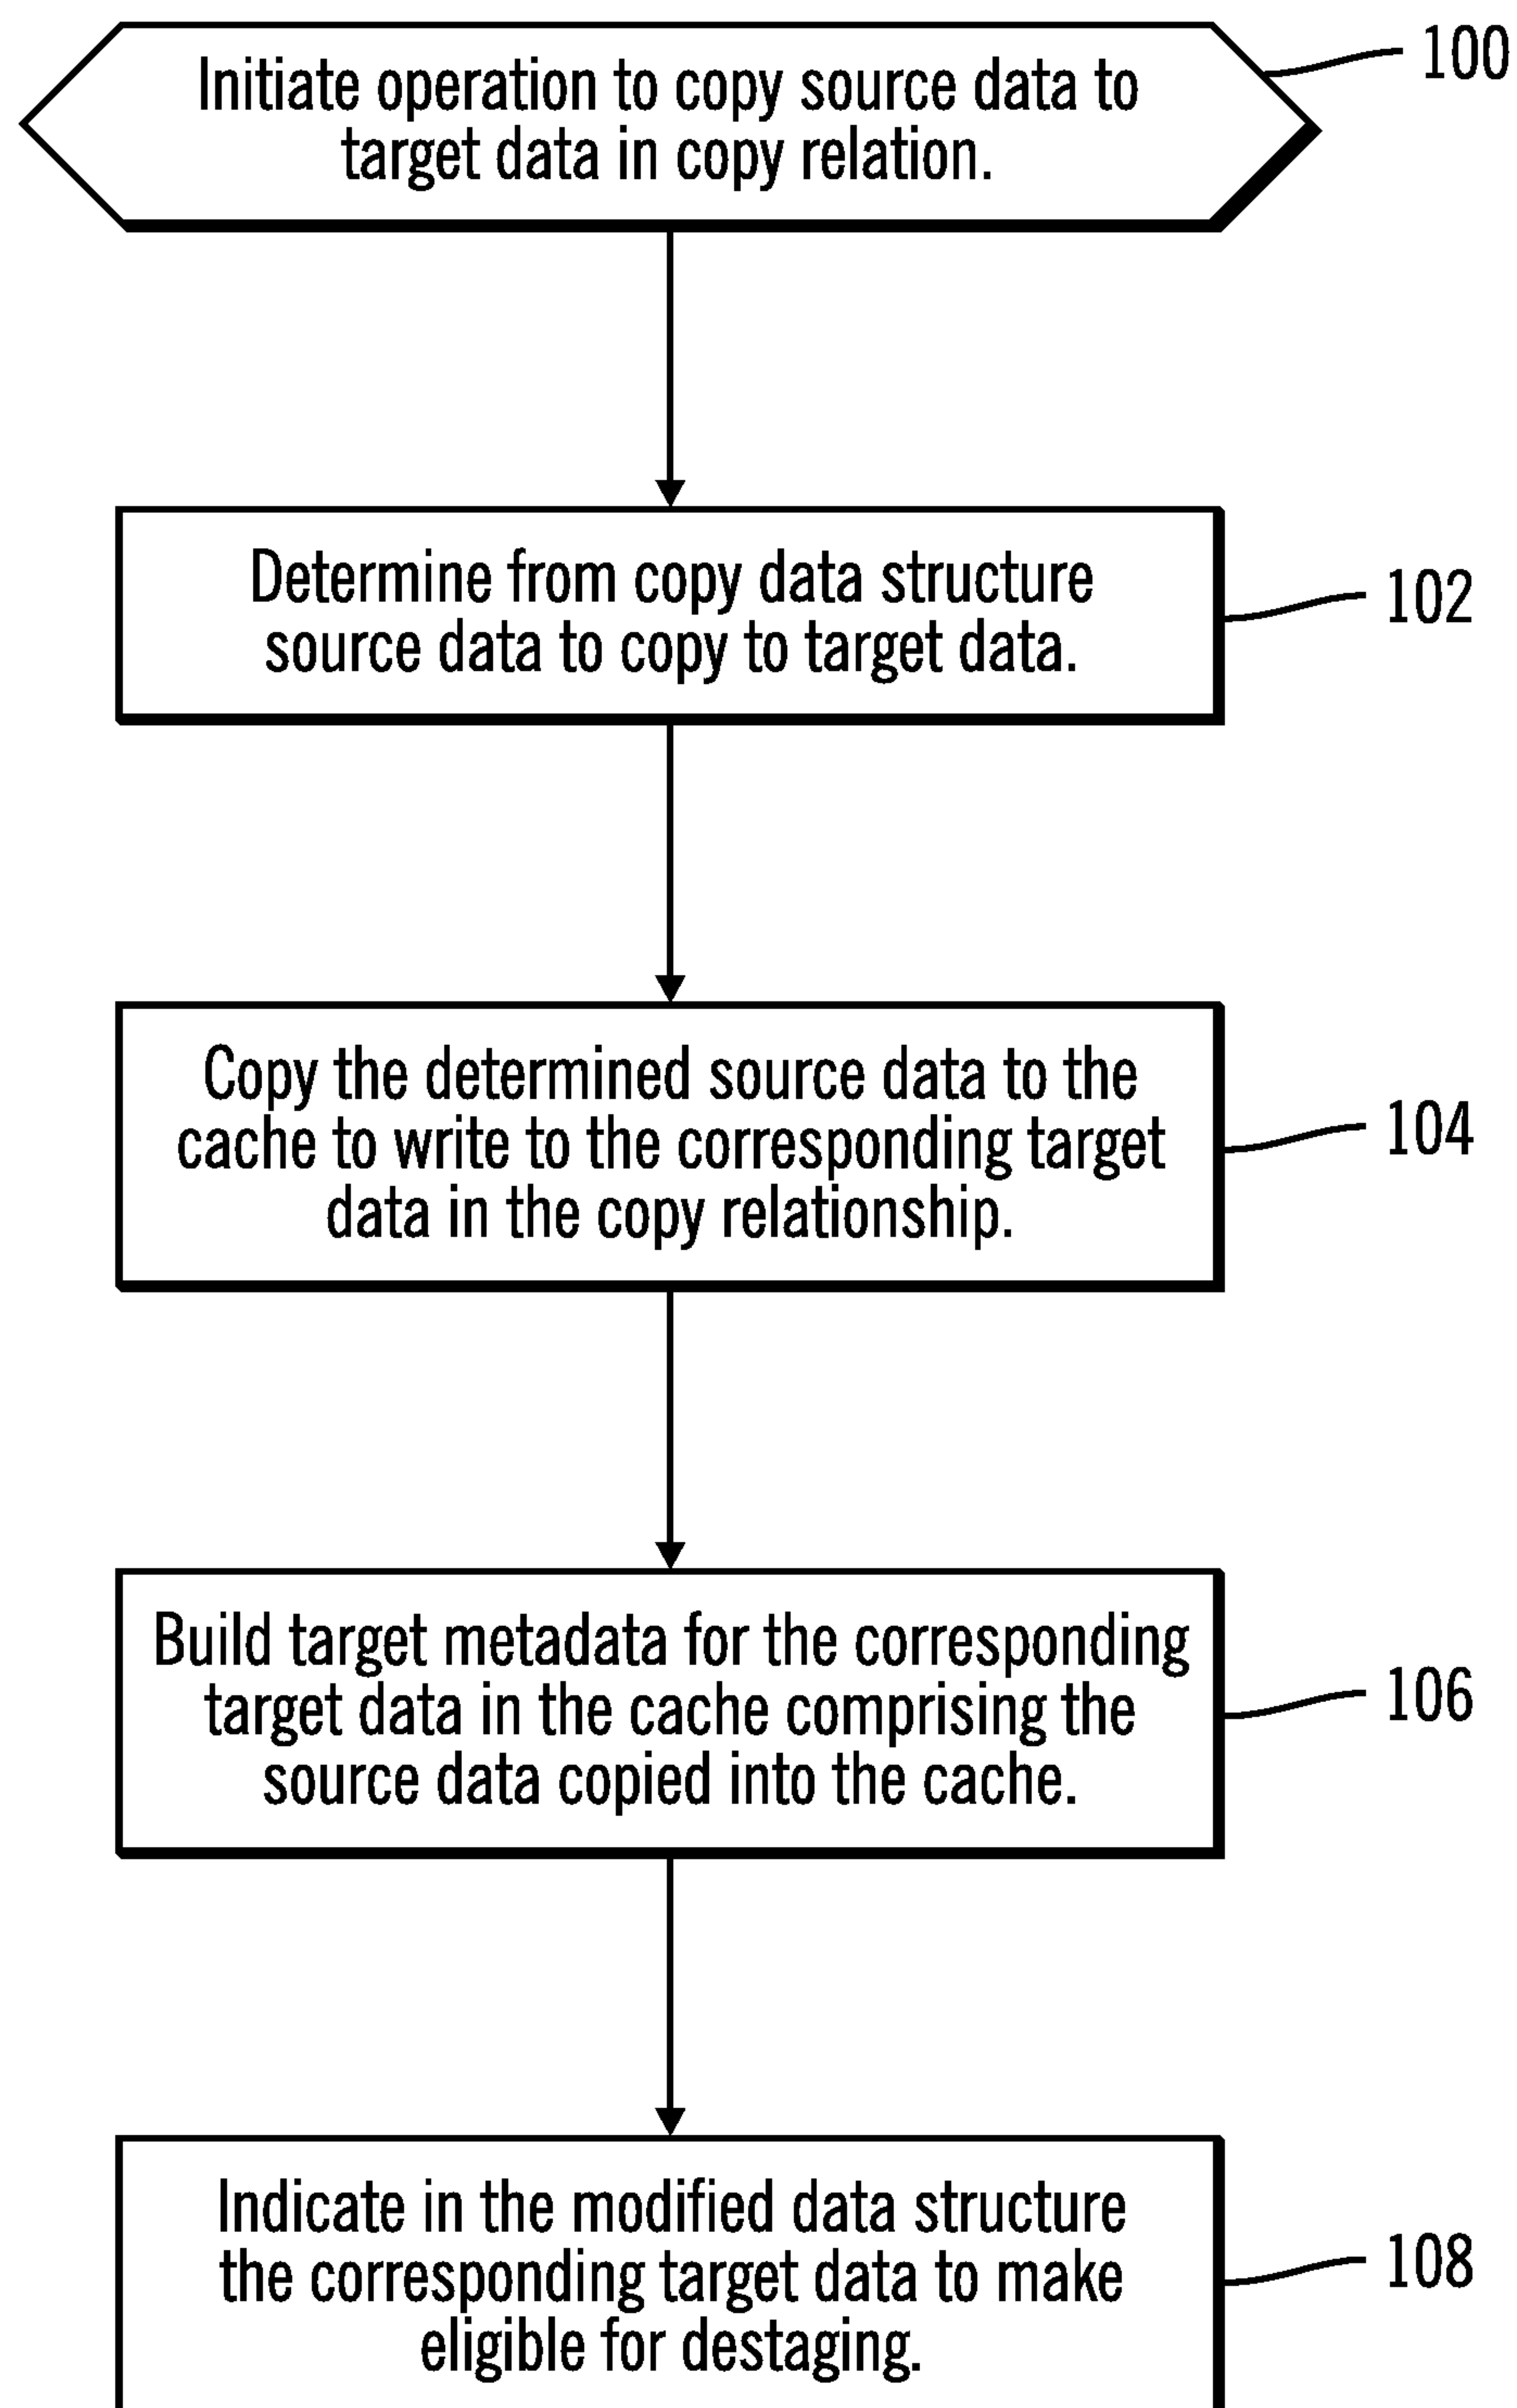 Initiate operation to copy source data to
target data in copy relation.
100
Determine from copy data structure
source data to copy to target data.
102
Copy the determined source data to the
cache to write to the corresponding target
data in the copy relationship.
104
Build target metadata for the corresponding
target data in the cache comprising the
source data copied into the cache.
106
Indicate in the modified data structure
the corresponding target data to make
eligible for destaging.
108